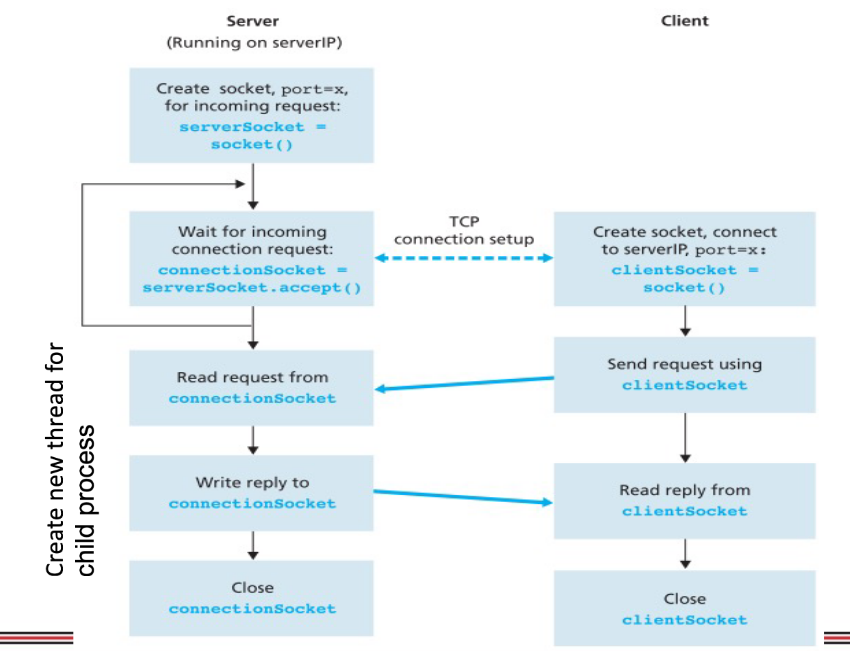 Server
(Running on serverIP)
Client
Create socket, port=x,
for incoming request:
serverSocket =
socket()
Wait for incoming
connection request:
connectionSocket =
serverSocket.accept()
TCP
connection setup
Create socket, connect
to serverIP, port=x:
clientSocket =
socket()
Create new thread for
child process
Read request from
connectionSocket
Send request using
clientSocket
Write reply to
connectionSocket
Read reply from
clientSocket
Close
connectionSocket
Close
clientSocket